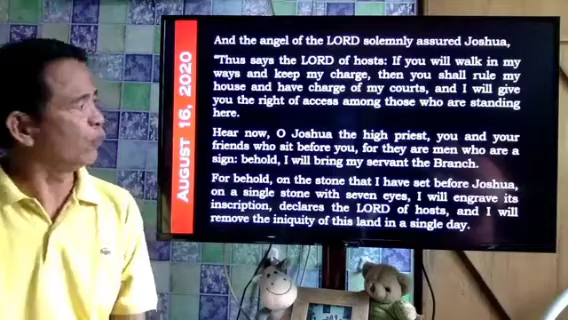 AUGUST 16, 2020
And the angel of the LORD solemnly assured Joshua,
"Thus says the LORD of hosts: If you will walk in my
ways and keep my charge, then you shall rule my
house and have charge of my courts, and I will give
you the right of access among those who are standing
here.
Hear now, O Joshua the high priest, you and your
friends who sit before you, for they are men who are a
sign: behold, I will bring my servant the Branch.
For behold, on the stone that I have set before Joshua,
on a single stone with seven eyes, I will engrave its
inscription, declares the LORD of hosts, and I will
remove the iniquity of this land in a single day.